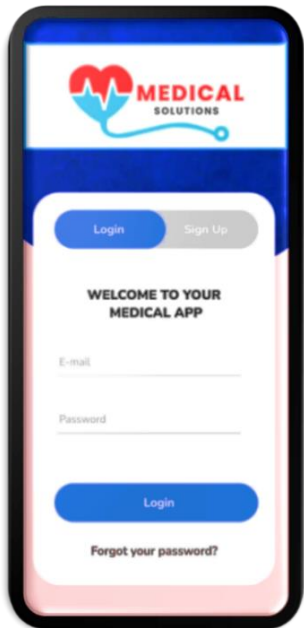 MEDICAL
SOLUTIONS
Login
Sign Up
WELCOME TO YOUR
MEDICAL APP
E-mail
Password
Login
Forgot your password?